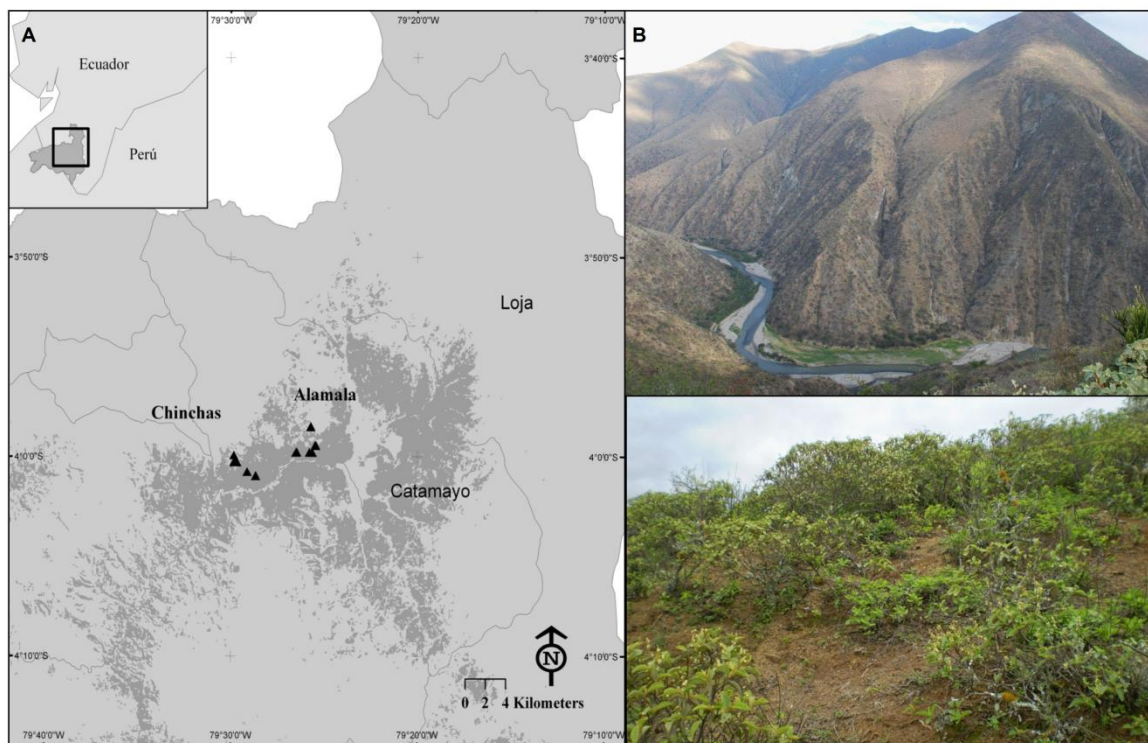 79°30'0"W
79°20'0"W
79°10'0"W
A
Ecuador
Perú
B
3°40'0"S
3°50'0"S
3°50'0"S
Loja
Alamala
Chinchas
4°0'0"S
4°0'0"S
Catamayo
4°10'0"S
4°10'0"S
N
0 2 4 Kilometers
79°40'0"W
79°30'0"W
79°20'0"W
79°10'0"W